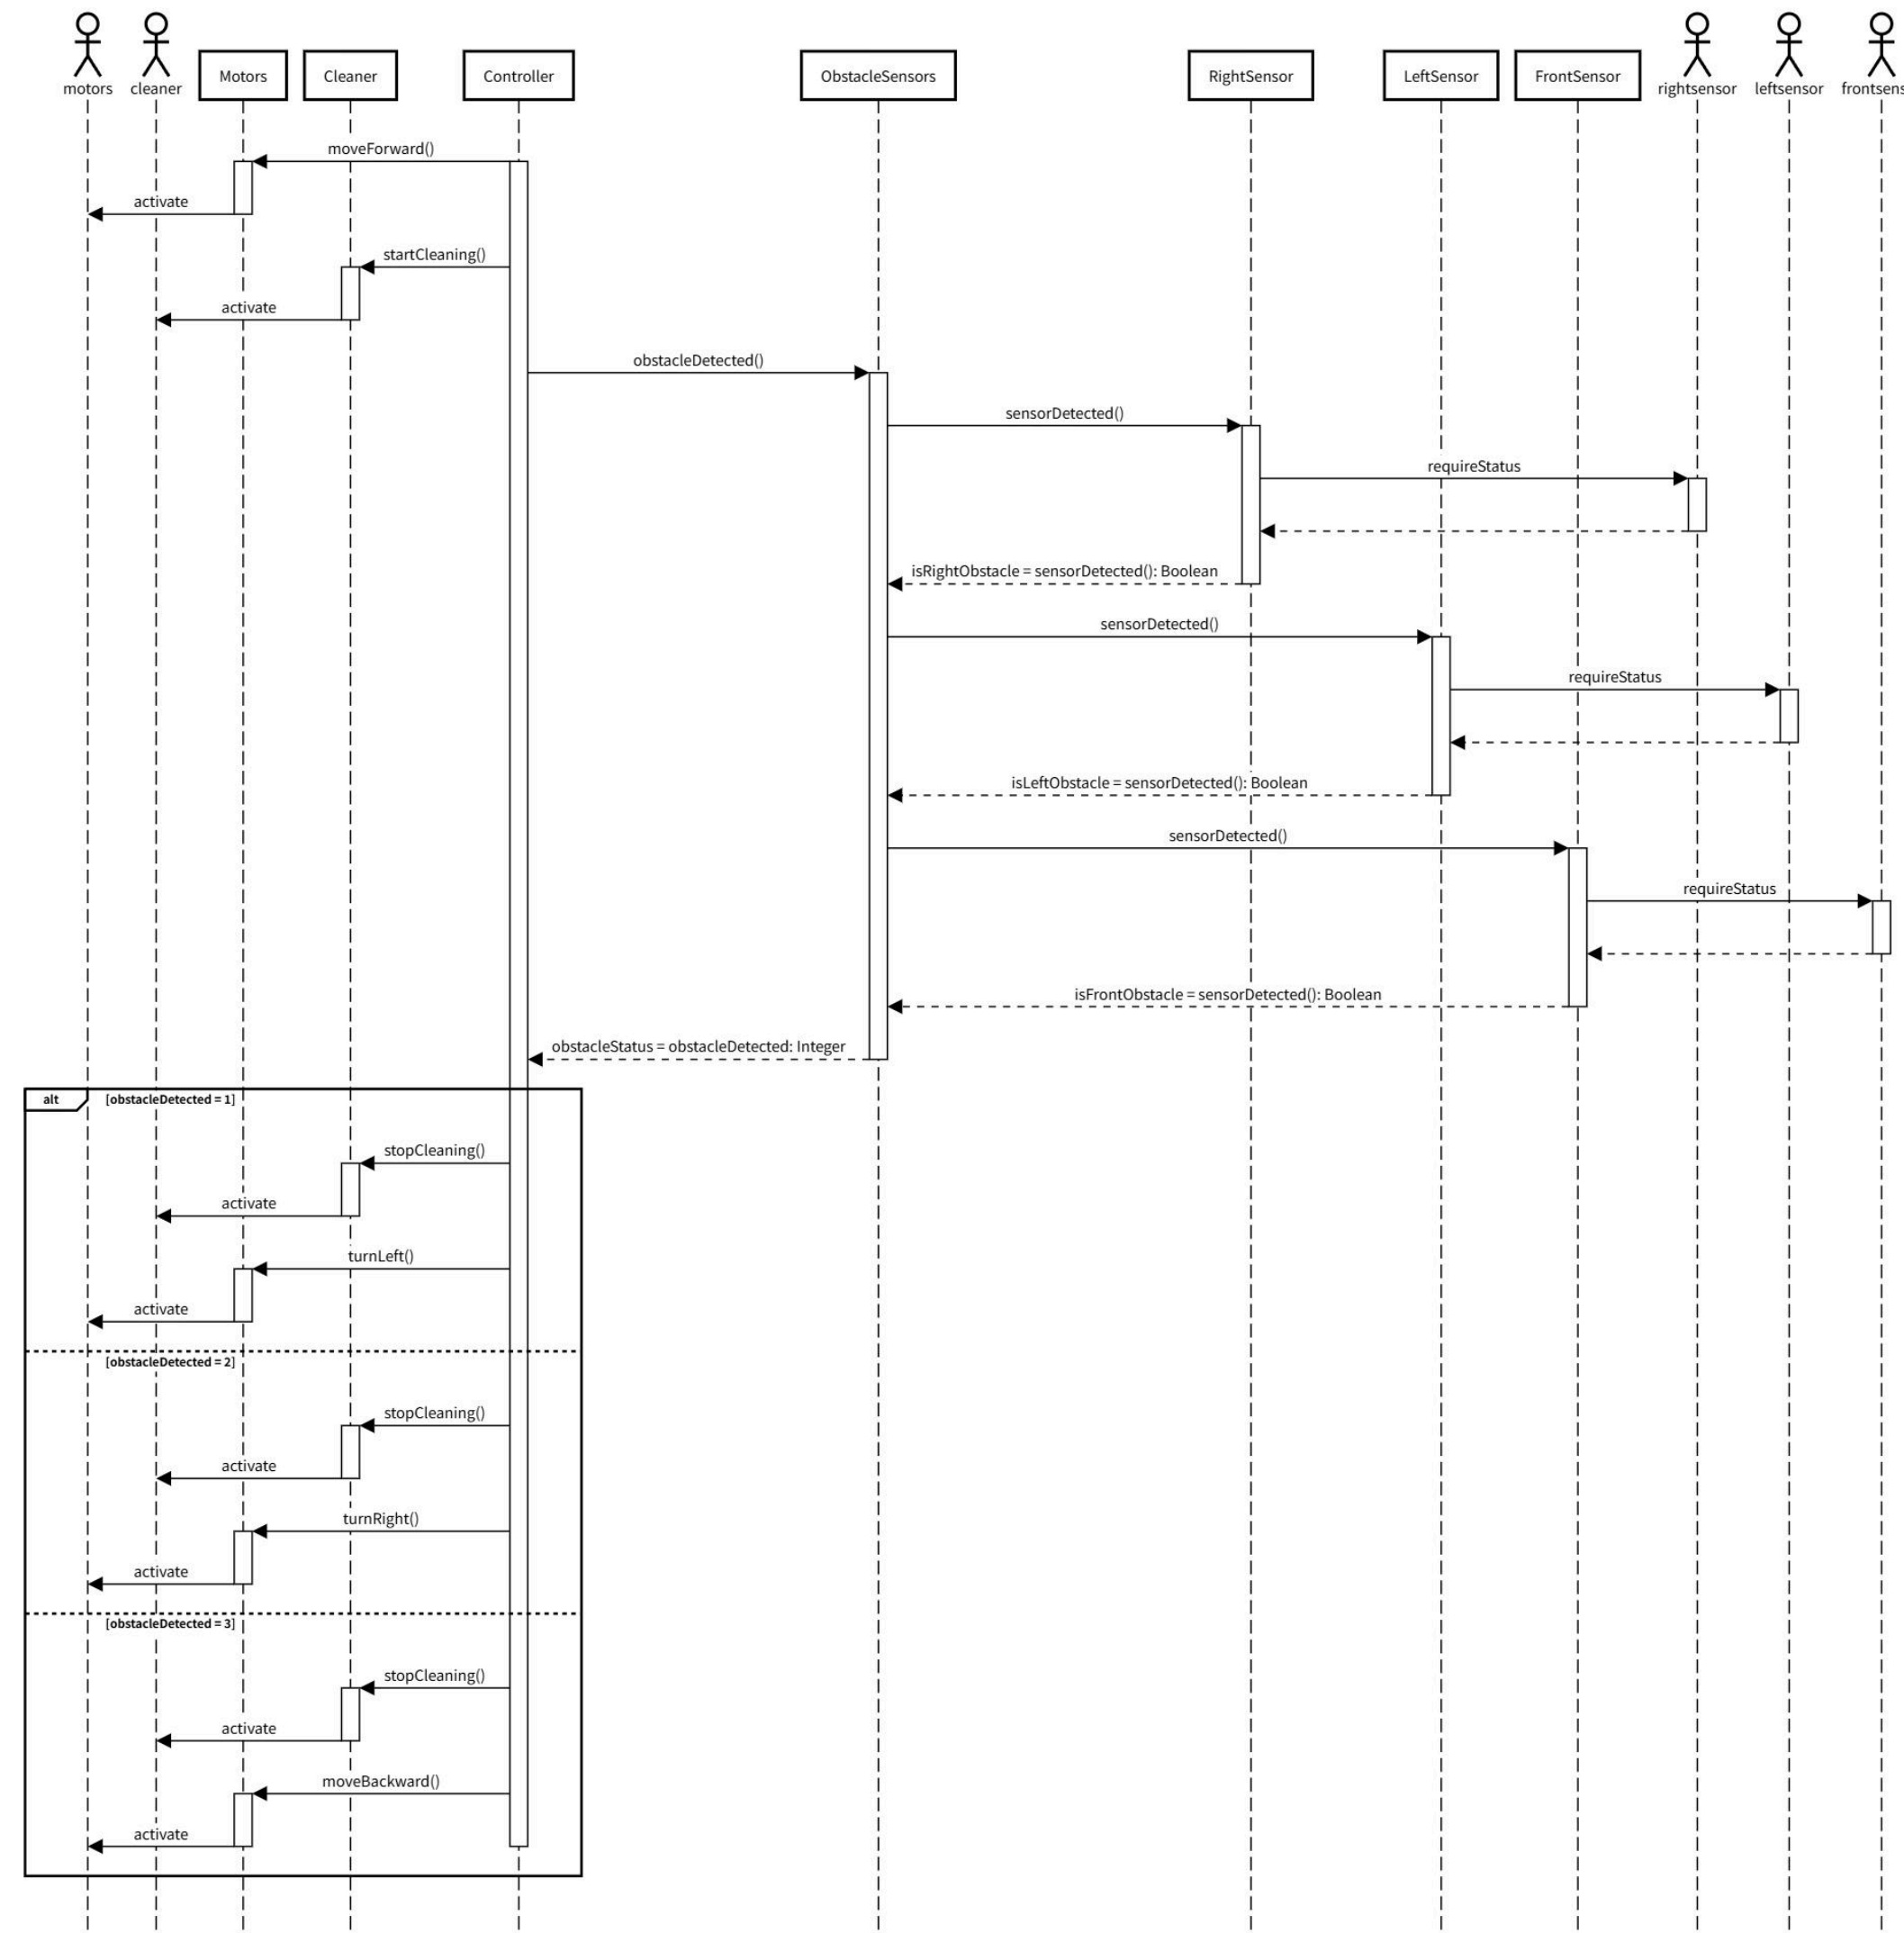 motors
cleaner
Motors
Cleaner
Controller
ObstacleSensors
RightSensor
LeftSensor
FrontSensor
rightsensor
leftsensor
frontsens
moveForward()
activate
startCleaning()
activate
obstacleDetected()
sensorDetected()
requireStatus
isRightObstacle = sensorDetected(): Boolean
sensorDetected()
requireStatus
isLeftObstacle = sensorDetected(): Boolean
sensorDetected()
requireStatus
isFrontObstacle = sensorDetected(): Boolean
obstacleStatus = obstacleDetected: Integer
alt [obstacleDetected = 1]
stopCleaning()
activate
turnLeft()
activate
[obstacleDetected = 2]
stopCleaning()
activate
turnRight()
activate
[obstacleDetected = 3]
stopCleaning()
activate
moveBackward()
activate